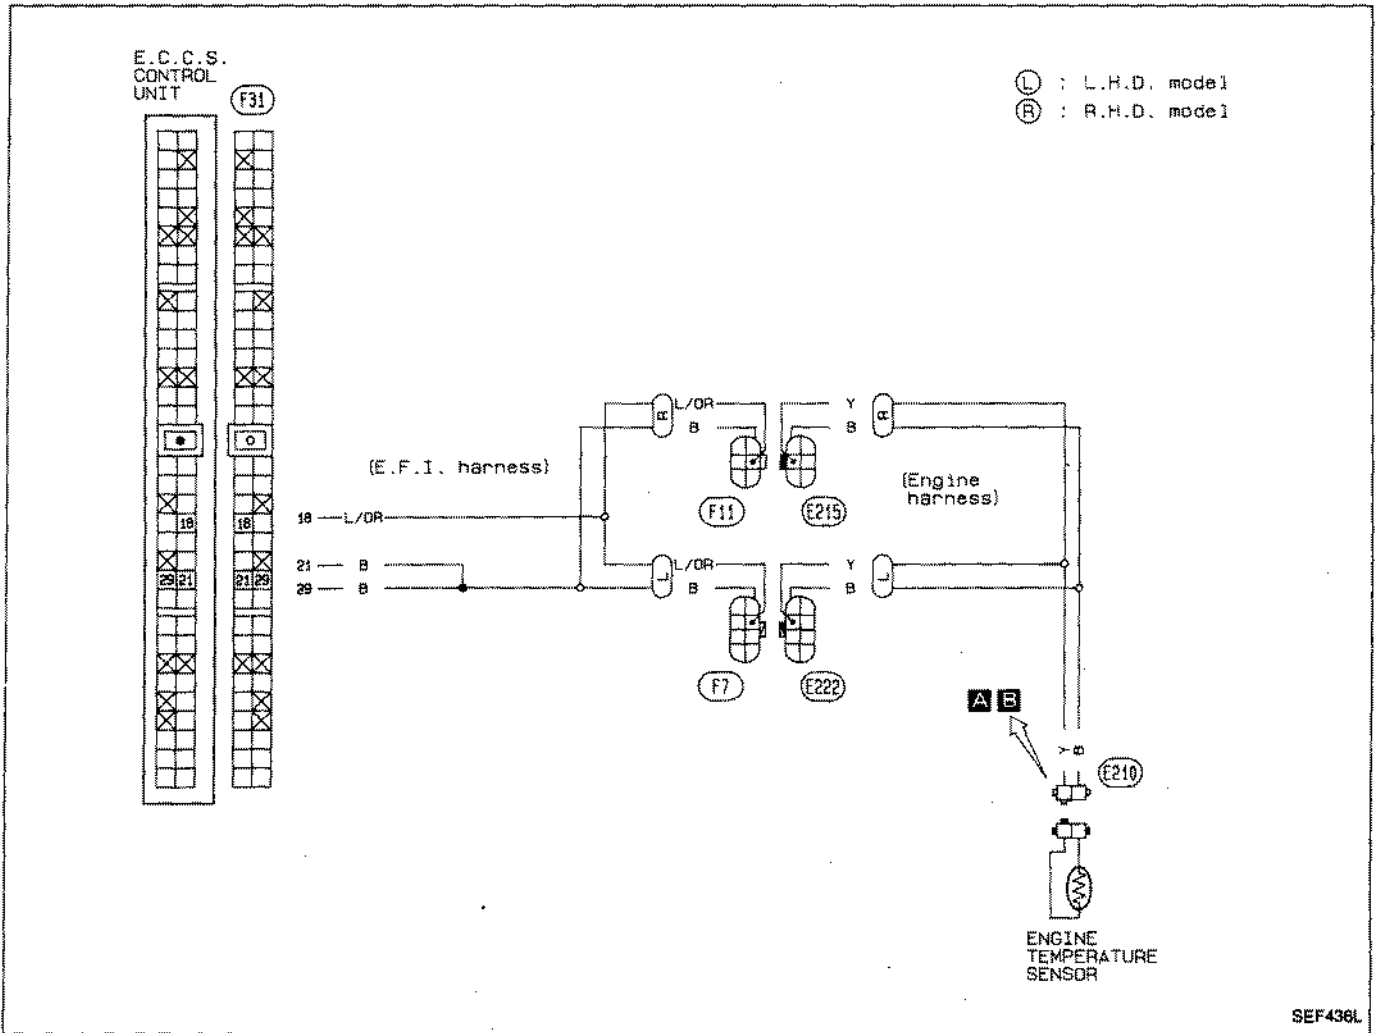 E.C.C.S.
CONTROL
UNIT
F31
L : L.H.D. model
R : R.H.D. model
R
L/OR
B
Y
B
R
(E.F.I. harness)
(Engine
harness)
18
18
18
L/OR
F11
E215
21
B
29
B
29 21
21 29
L
L/OR
B
Y
B
L
F7
E222
A B
Y B
E210
ENGINE
TEMPERATURE
SENSOR
SEF436L